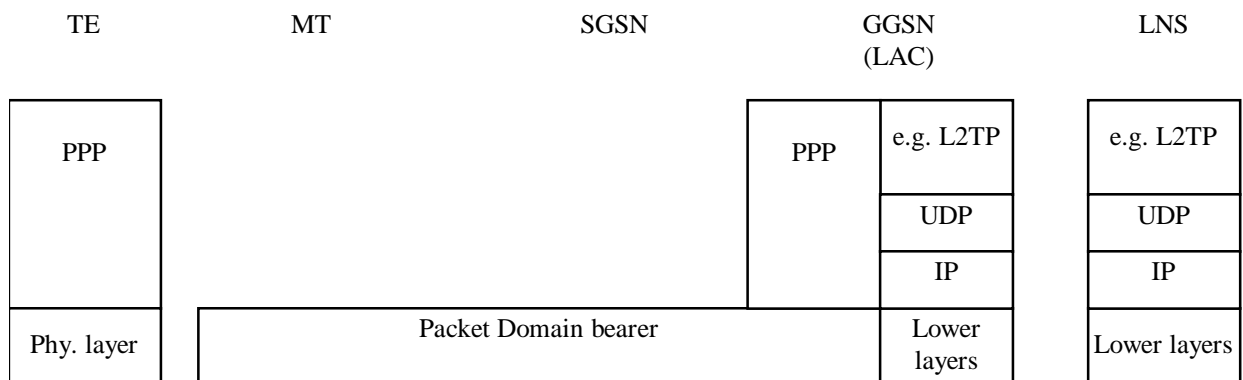 TE MT SGSN GGSN LNS
(LAC)
PPP PPP e.g. L2TP e.g. L2TP
UDP UDP
IP IP
Phy. layer Packet Domain bearer Lower Lower layers
layers